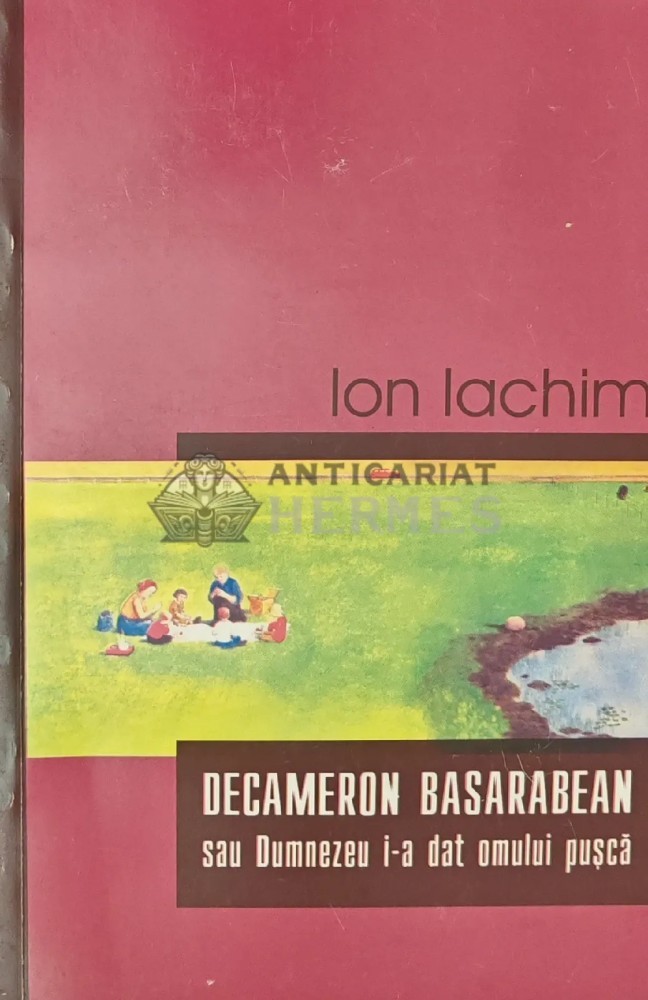 Ion Iachim
ANTICARIAT
HERMES
DECAMERON BASARABEAN
sau Dumnezeu i-a dat omului pușcă